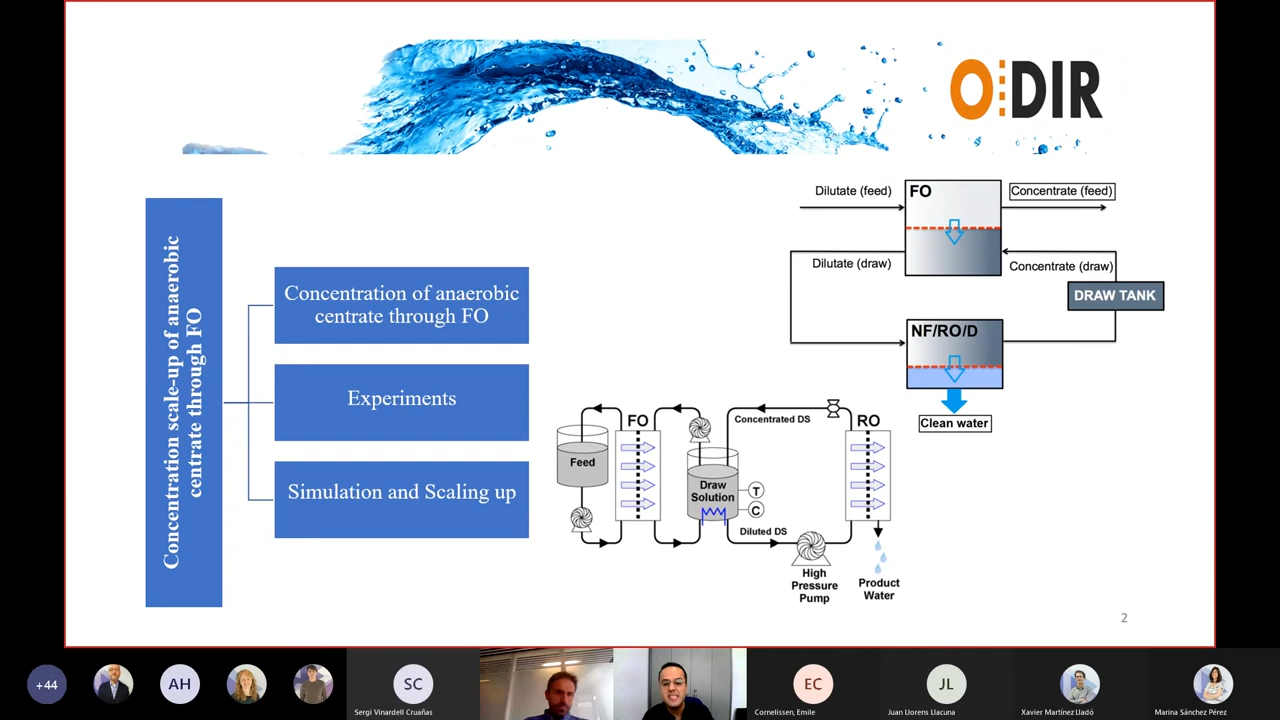 O DIR
Concentration scale-up of anaerobic
centrate through FO
Concentration of anaerobic
centrate through FO
Experiments
Simulation and Scaling up
Dilutate (feed)
FO
Concentrate (feed)
Dilutate (draw)
Concentrate (draw)
DRAW TANK
NF/RO/D
Clean water
Feed
FO
Draw
Solution
T
C
Concentrated DS
Diluted DS
RO
High
Pressure
Pump
Product
Water
2
+44
AH
SC
Sergi Vinardell Cruañas
EC
Cornelissen, Emile
JL
Juan Llorens Llacuna
Xavier Martínez Lladó
Marina Sánchez Pérez